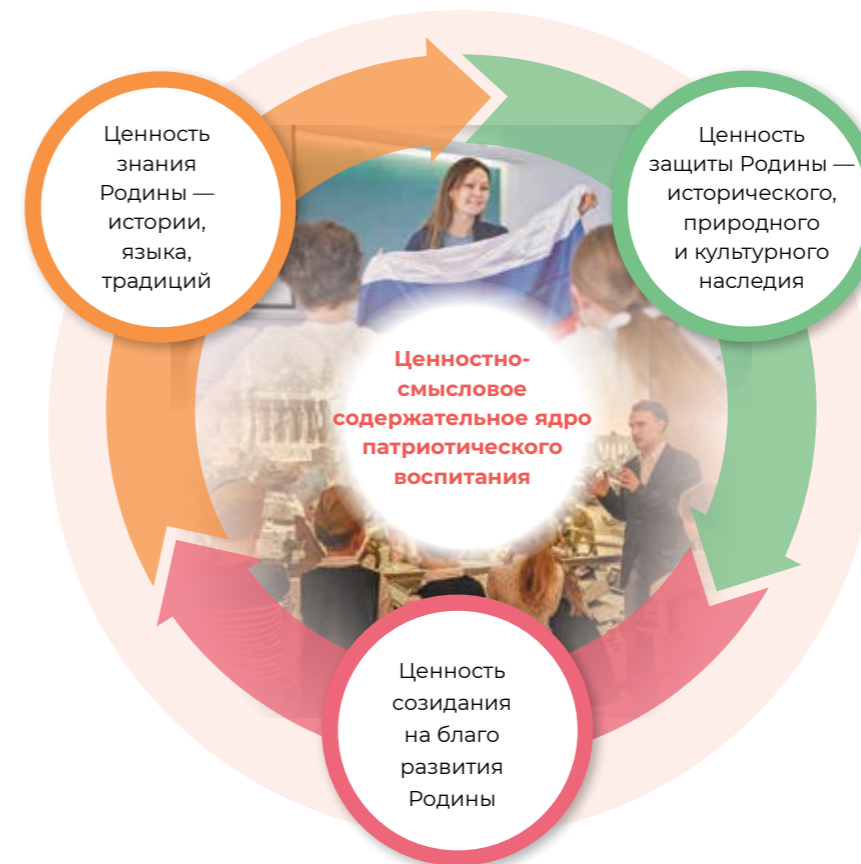 Ценность
знания
Родины —
истории,
языка,
традиций
Ценность
защиты Родины —
исторического,
природного
и культурного
наследия
Ценностно-
смысловое
содержательное ядро
патриотического
воспитания
Ценность
созидания
на благо
развития
Родины